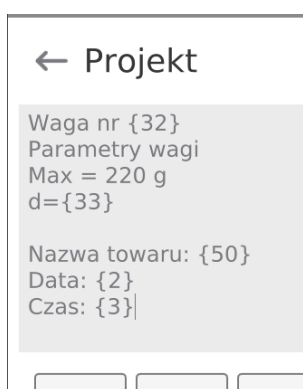 ← Projekt
Waga nr {32}
Parametry wagi
Max = 220 g
d={33}

Nazwa towaru: {50}
Data: {2}
Czas: {3}